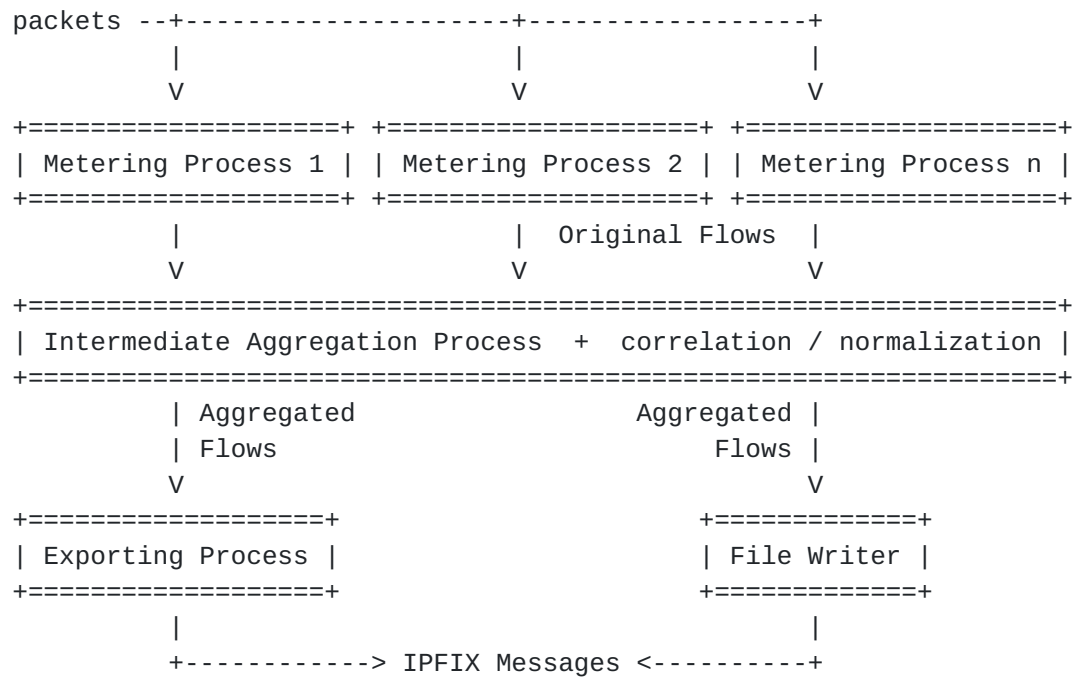 packets --+---------------------+------------------+
          |                     |                  |
          V                     V                  V
+====================+ +====================+ +====================+
| Metering Process 1 | | Metering Process 2 | | Metering Process n |
+====================+ +====================+ +====================+
          |                     |  Original Flows  |
          V                     V                  V
+==================================================================+
| Intermediate Aggregation Process  +  correlation / normalization |
+==================================================================+
          | Aggregated                  Aggregated |
          | Flows                            Flows |
          V                                        V
+===================+                       +=============+
| Exporting Process |                       | File Writer |
+===================+                       +=============+
          |                                        |
          +------------> IPFIX Messages <----------+